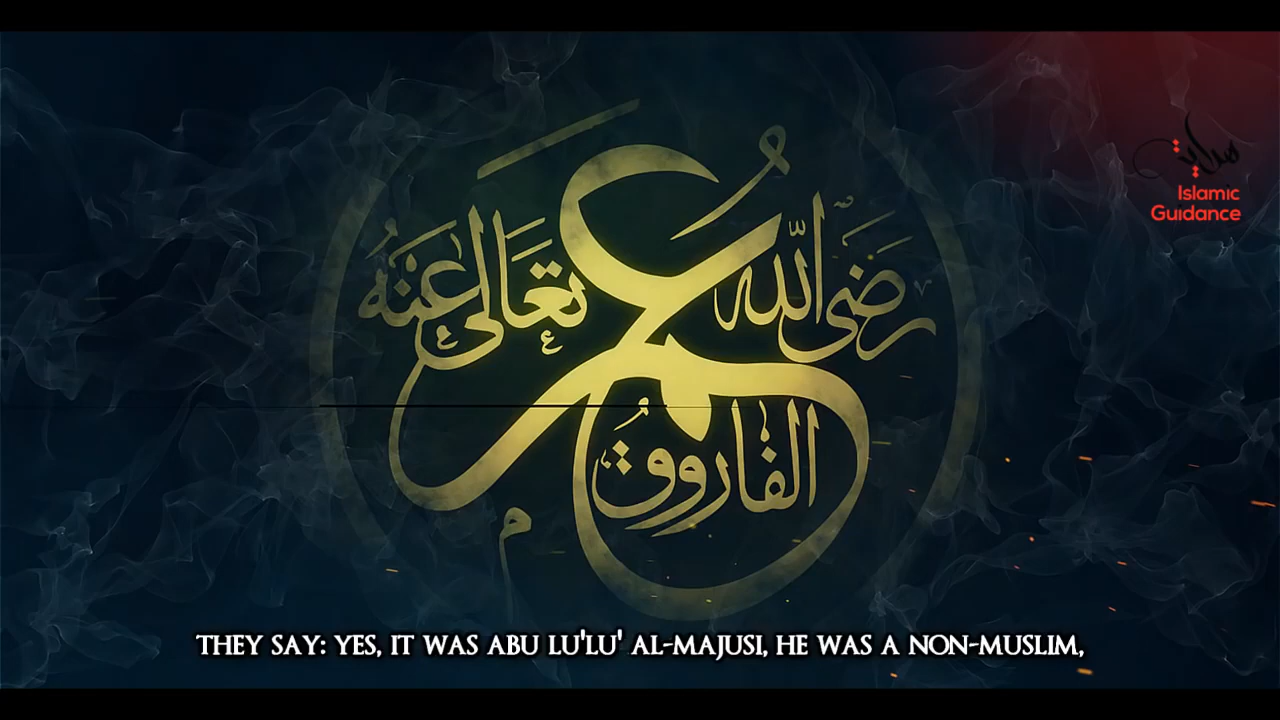 عمر
رضي الله تعالى عنه
الفاروق
هداية
Islamic
Guidance
THEY SAY: YES, IT WAS ABU LU'LU' AL-MAJUSI, HE WAS A NON-MUSLIM,